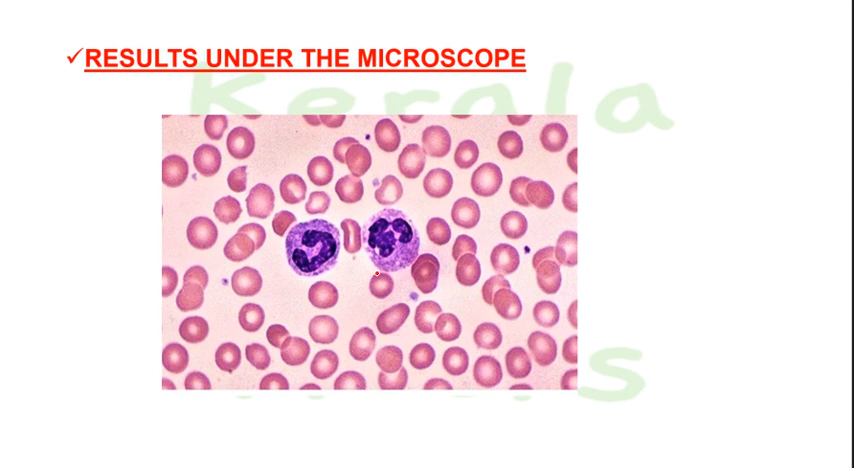 ✓RESULTS UNDER THE MICROSCOPE
Kerala